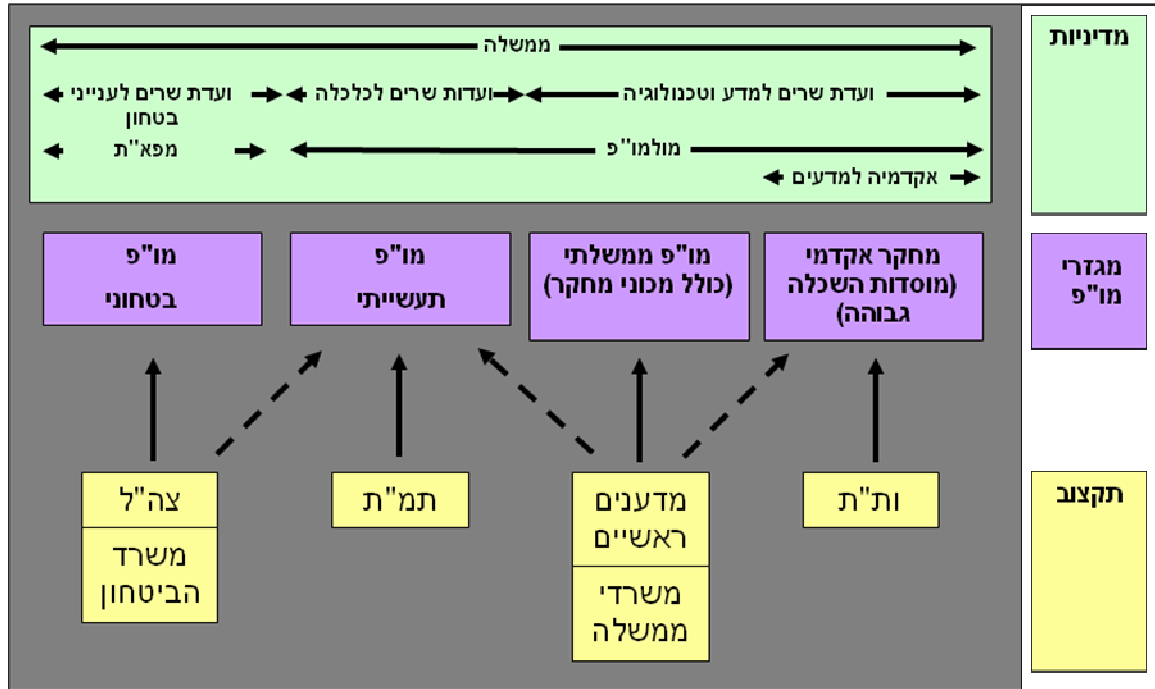 מדיניות
ממשלה
ועדת שרים למדע וטכנולוגיה
ועדות שרים לכלכלה
ועדת שרים לענייני
בטחון
מולמו"פ
מפא"ת
אקדמיה למדעים
מגזרי
מו"פ
מחקר אקדמי
(מוסדות השכלה
גבוהה)
מו"פ ממשלתי
(כולל מכוני מחקר)
מו"פ
תעשייתי
מו"פ
בטחוני
תקצוב
ות"ת
מדענים
ראשיים
משרדי
ממשלה
תמ"ת
צה"ל
משרד
הביטחון